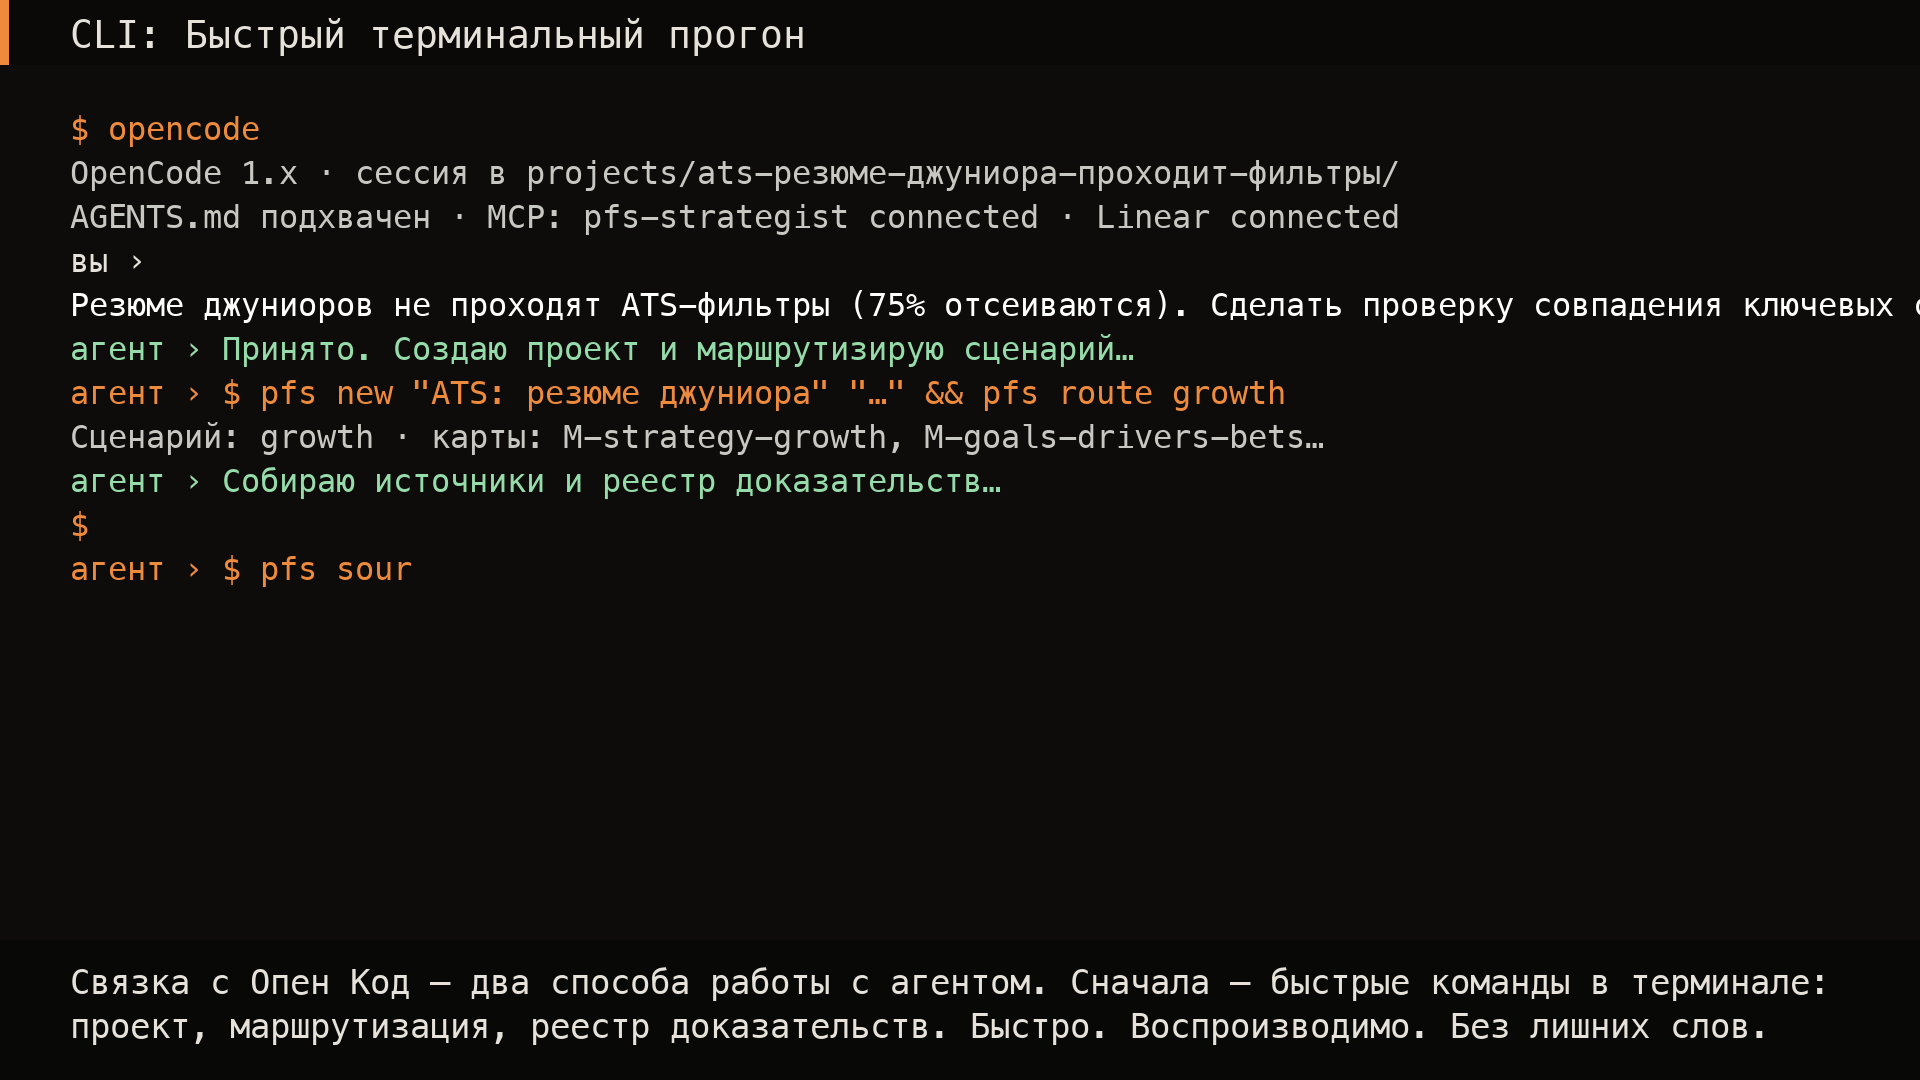 CLI: Быстрый терминальный прогон
$ opencode
OpenCode 1.x · сессия в projects/ats-резюме-джуниора-проходит-фильтры/
AGENTS.md подхвачен · MCP: pfs-strategist connected · Linear connected
вы ›
Резюме джуниоров не проходят ATS-фильтры (75% отсеиваются). Сделать проверку совпадения ключевых
агент › Принято. Создаю проект и маршрутизирую сценарий…
агент › $ pfs new "ATS: резюме джуниора" "…" && pfs route growth
Сценарий: growth · карты: M-strategy-growth, M-goals-drivers-bets…
агент › Собираю источники и реестр доказательств…
$
агент › $ pfs sour
Связка с Опен Код — два способа работы с агентом. Сначала — быстрые команды в терминале:
проект, маршрутизация, реестр доказательств. Быстро. Воспроизводимо. Без лишних слов.